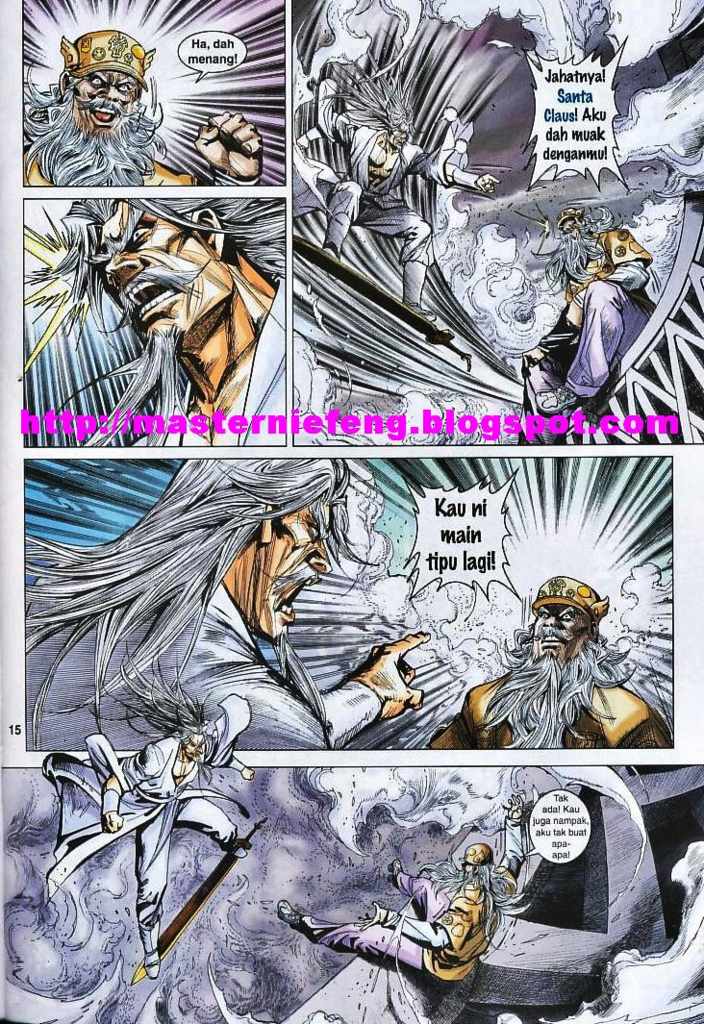 Ha, dah
menang!
Jahatnya!
Santa
Claus! Aku
dah muak
denganmu!
http://masterniefeng.blogspot.com
Kau ni
main
tipu lagi!
15
Tak
ada! Kau
juga nampak,
aku tak buat
apa-
apa!